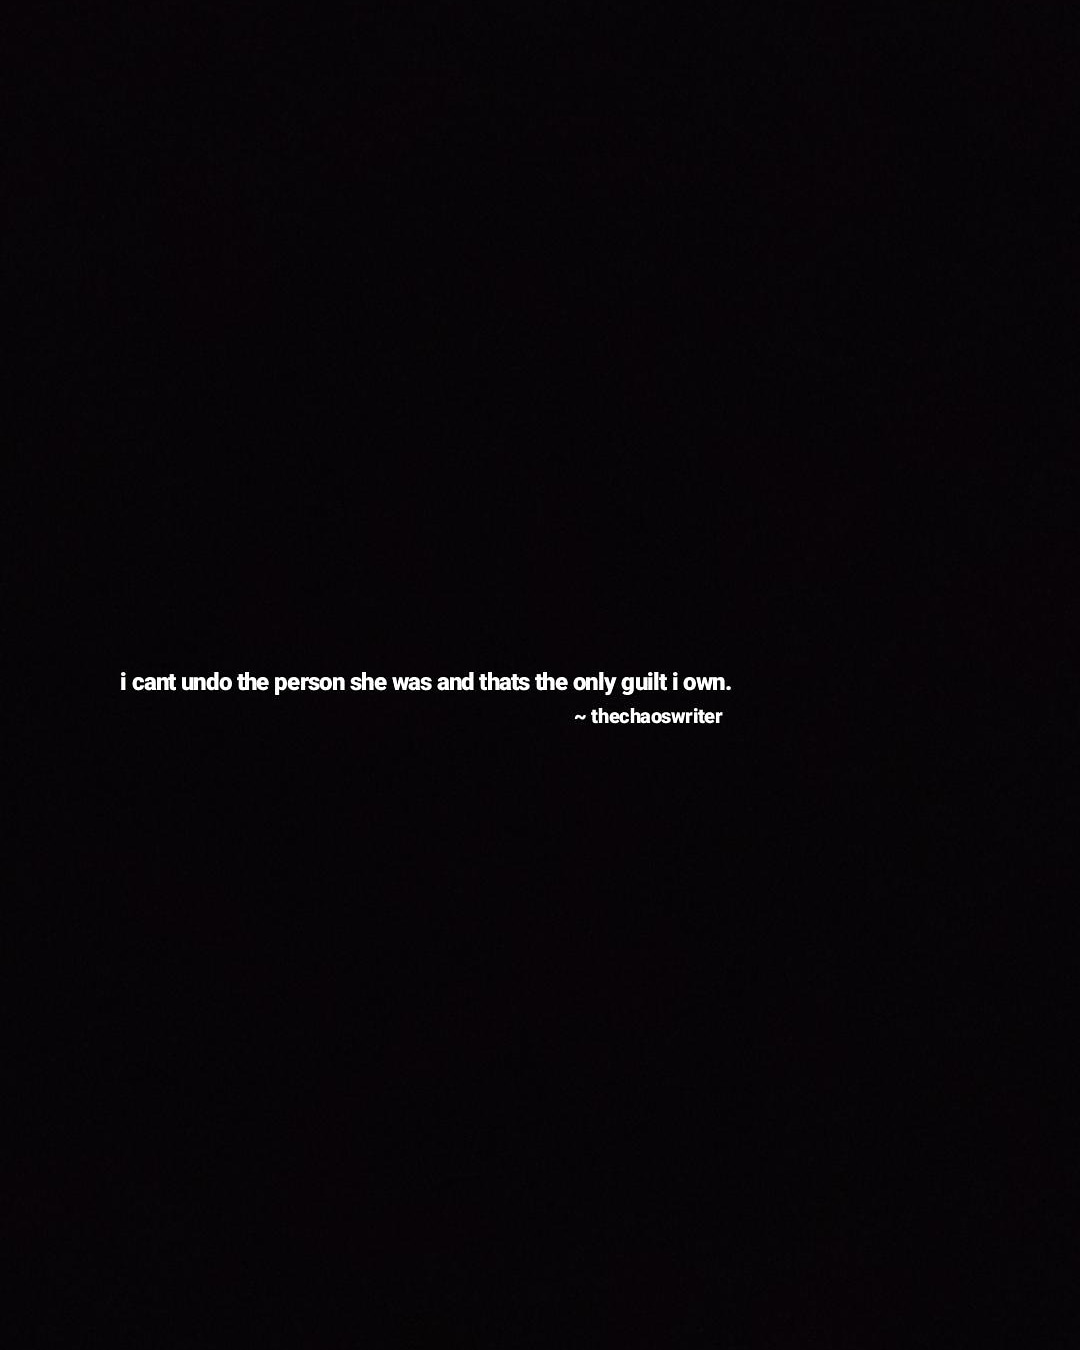 i cant undo the person she was and thats the only guilt i own.
~ thechaoswriter